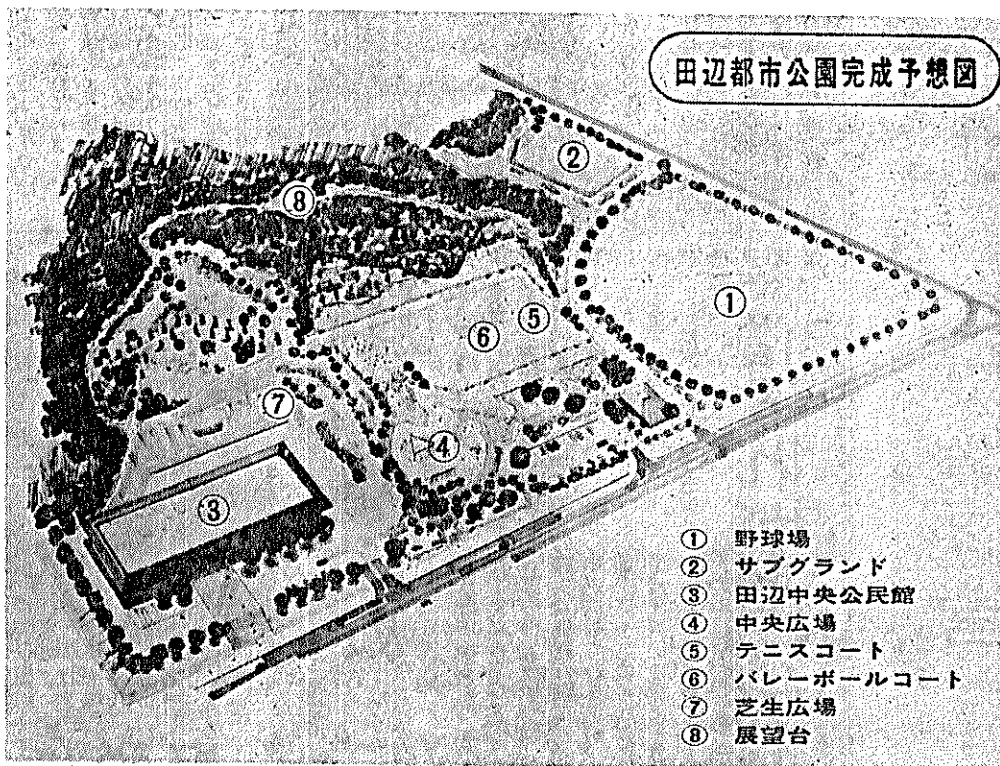 田辺都市公園完成予想図
②
⑧
①
⑤
⑥
⑦
④
③
① 野球場
② サブグランド
③ 田辺中央公民館
④ 中央広場
⑤ テニスコート
⑥ バレーボールコート
⑦ 芝生広場
⑧ 展望台